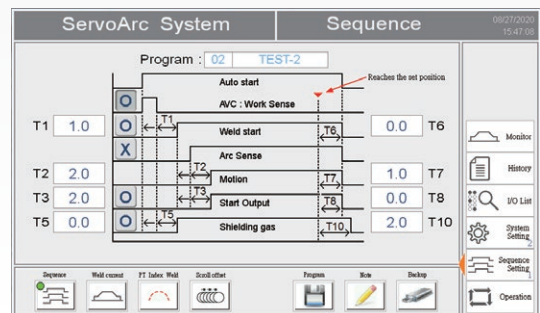 ServoArc System
Sequence
06/27/2020
15:47:06
Program : 02 TEST-2
Auto start
Reaches the set position
O
AVC : Work Sense
T1 1.0
O
T1
Weld start
T6
0.0 T6
X
Arc Sense
T2 2.0
T2
Motion
T7
1.0 T7
T3 2.0
O
T3
Start Output
T8
0.0 T8
T5 0.0
O
T5
Shielding gas
T10
2.0 T10
Monitor
History
I/O List
System
Setting
2
Sequence
Setting
1
Operation
Sequence
Weld current
PT Index Weld
Scroll offset
Program
Note
Backup